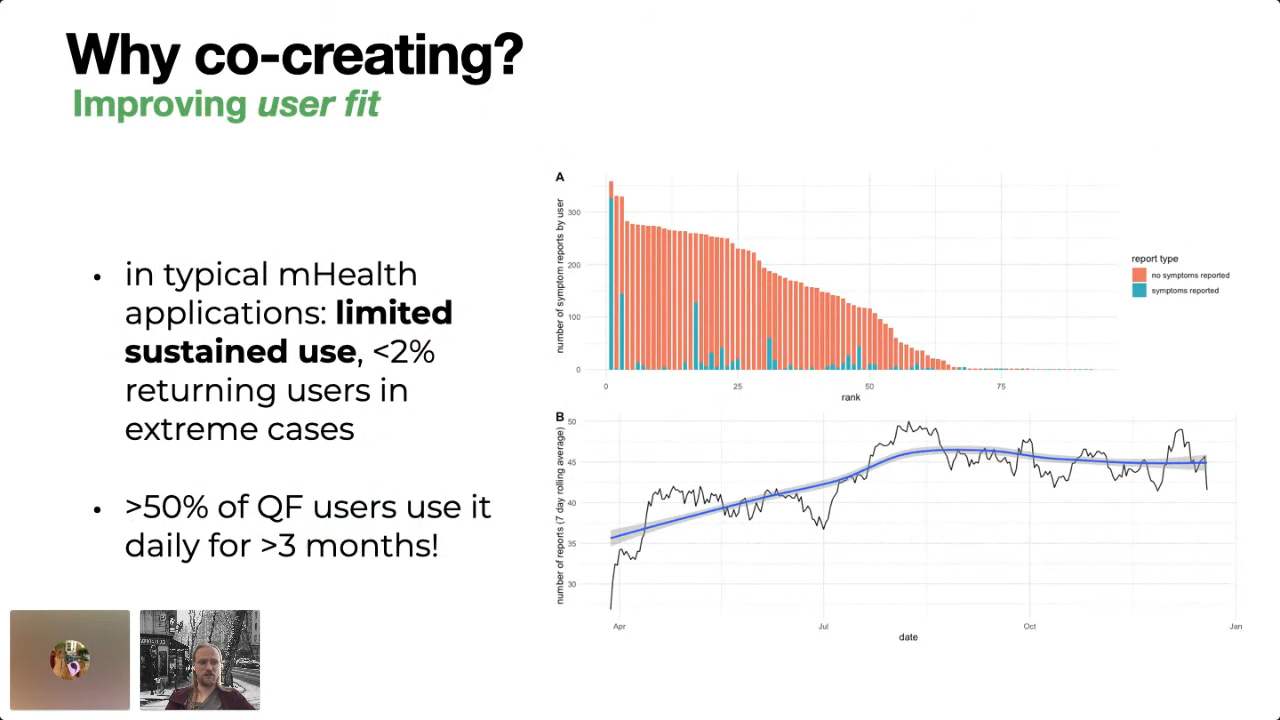 Why co-creating?
Improving user fit
• in typical mHealth
applications: limited
sustained use, <2%
returning users in
extreme cases
• >50% of QF users use it
daily for >3 months!
A
number of symptom reports by user
300
200
100
0
0 25 50 75
rank
report type
no symptoms reported
symptoms reported
B
number of reports (7 day rolling average)
50
45
40
35
30
Apr Jul Oct Jan
date